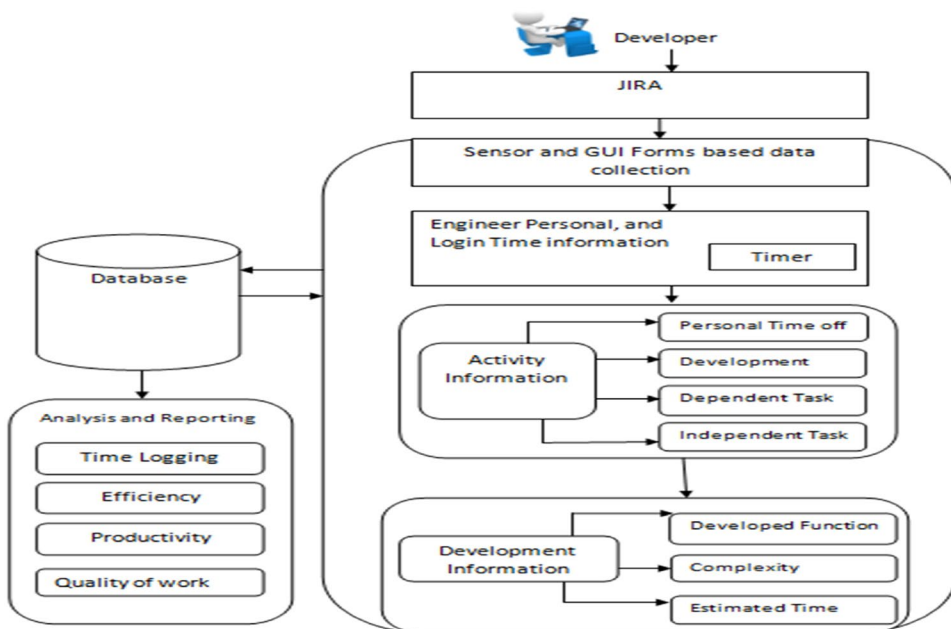 Developer
JIRA
Sensor and GUI Forms based data
collection
Engineer Personal, and
Login Time information
Timer
Database
Activity
Information
Personal Time off
Development
Dependent Task
Independent Task
Analysis and Reporting
Time Logging
Efficiency
Productivity
Quality of work
Development
Information
Developed Function
Complexity
Estimated Time